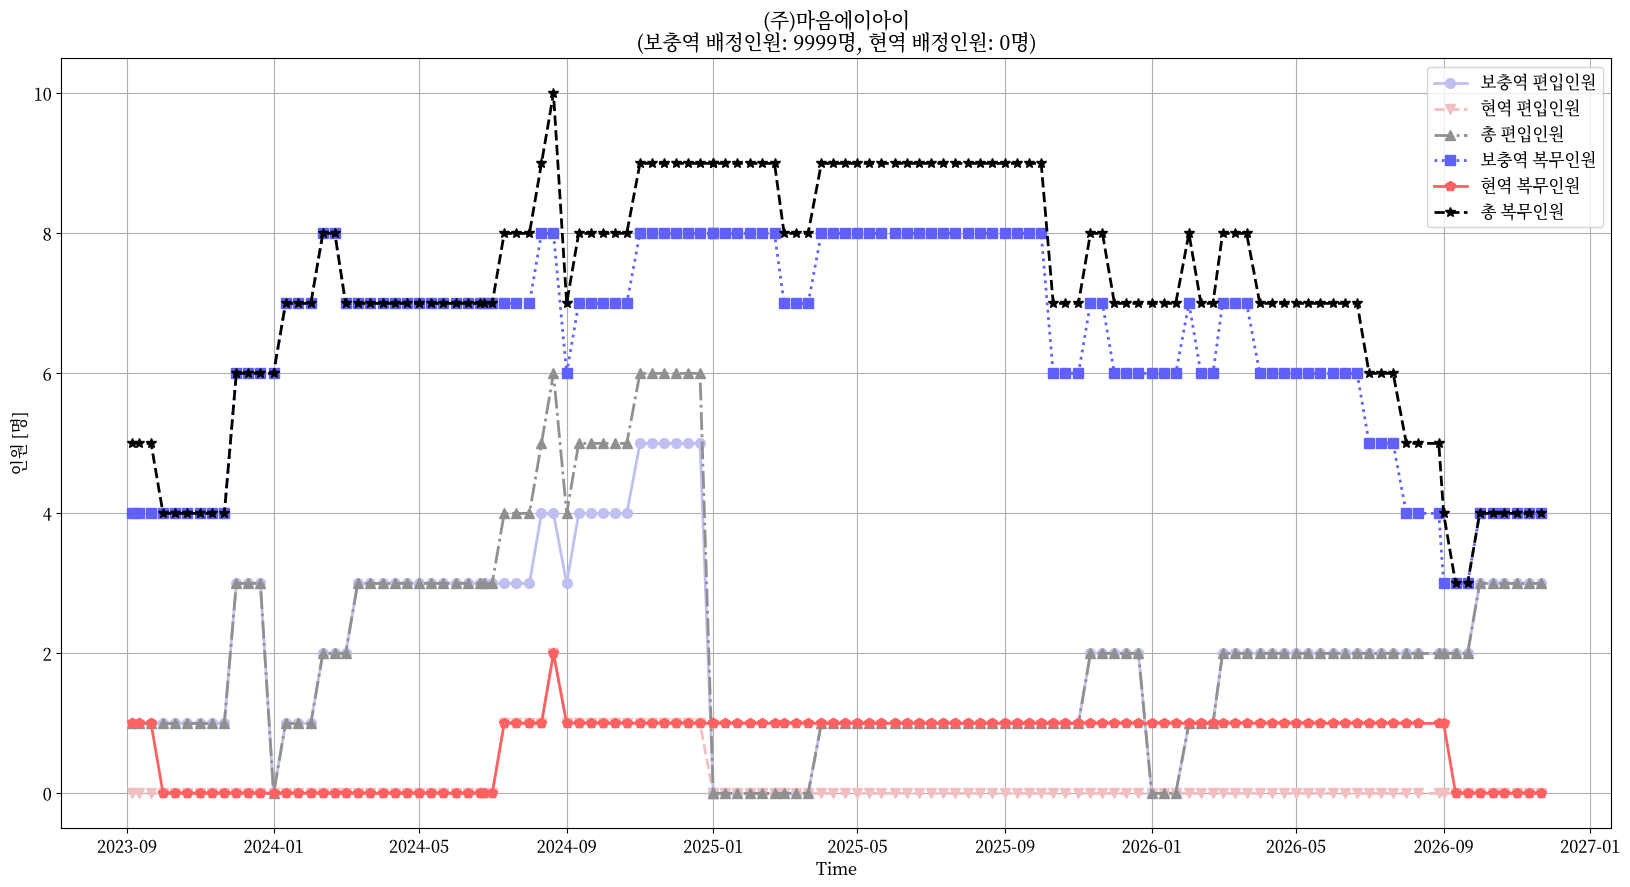 (주)마음에이아이
(보충역 배정인원: 9999명, 현역 배정인원: 0명)
10
8
6
4
2
0
인원 [명]
보충역 편입인원
현역 편입인원
총 편입인원
보충역 복무인원
현역 복무인원
총 복무인원
2023-09
2024-01
2024-05
2024-09
2025-01
2025-05
2025-09
2026-01
2026-05
2026-09
2027-01
Time